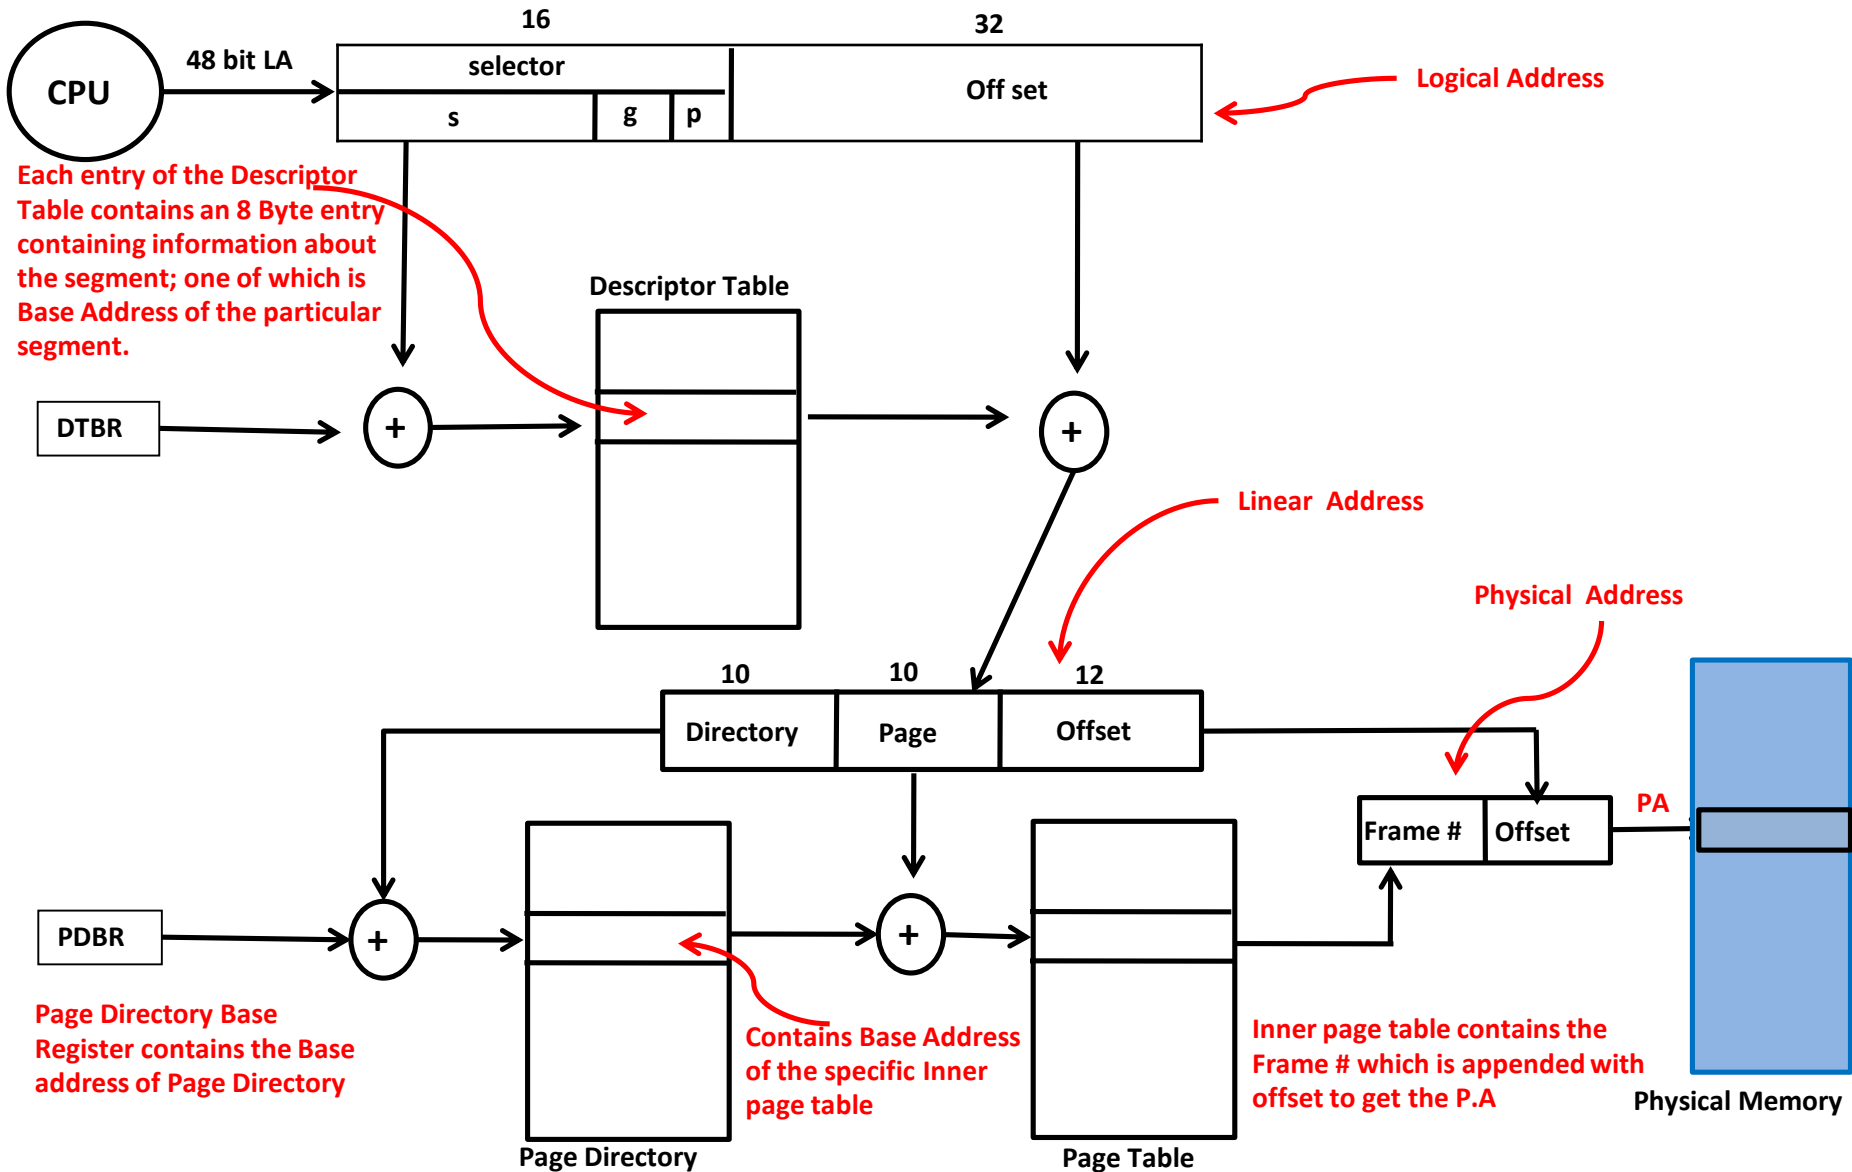 16
32
CPU
48 bit LA
selector
s
g
p
Off set
Logical Address
Each entry of the Descriptor
Table contains an 8 Byte entry
containing information about
the segment; one of which is
Base Address of the particular
segment.
Descriptor Table
DTBR
+
+
Linear Address
Physical Address
10
10
12
Directory
Page
Offset
PA
Frame #
Offset
PDBR
+
+
Page Directory Base
Register contains the Base
address of Page Directory
Contains Base Address
of the specific Inner
page table
Inner page table contains the
Frame # which is appended with
offset to get the P.A
Physical Memory
Page Directory
Page Table